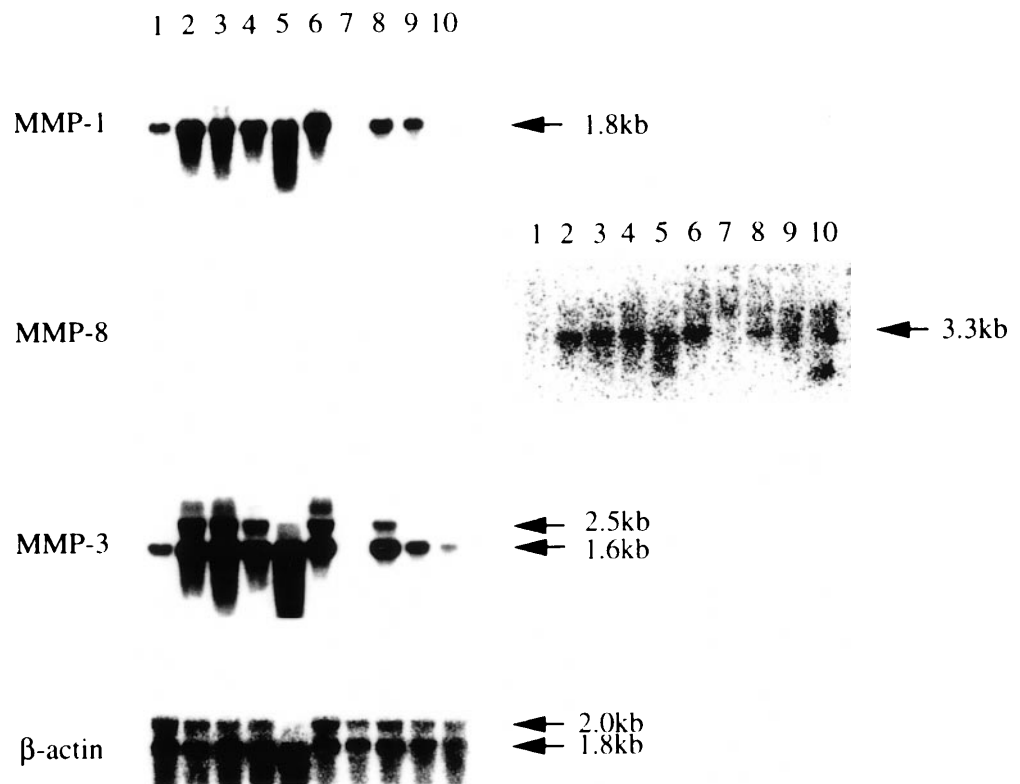 1 2 3 4 5 6 7 8 9 10
MMP-1 1.8kb
1 2 3 4 5 6 7 8 9 10
MMP-8 3.3kb
2.5kb
MMP-3 1.6kb
2.0kb
β-actin 1.8kb